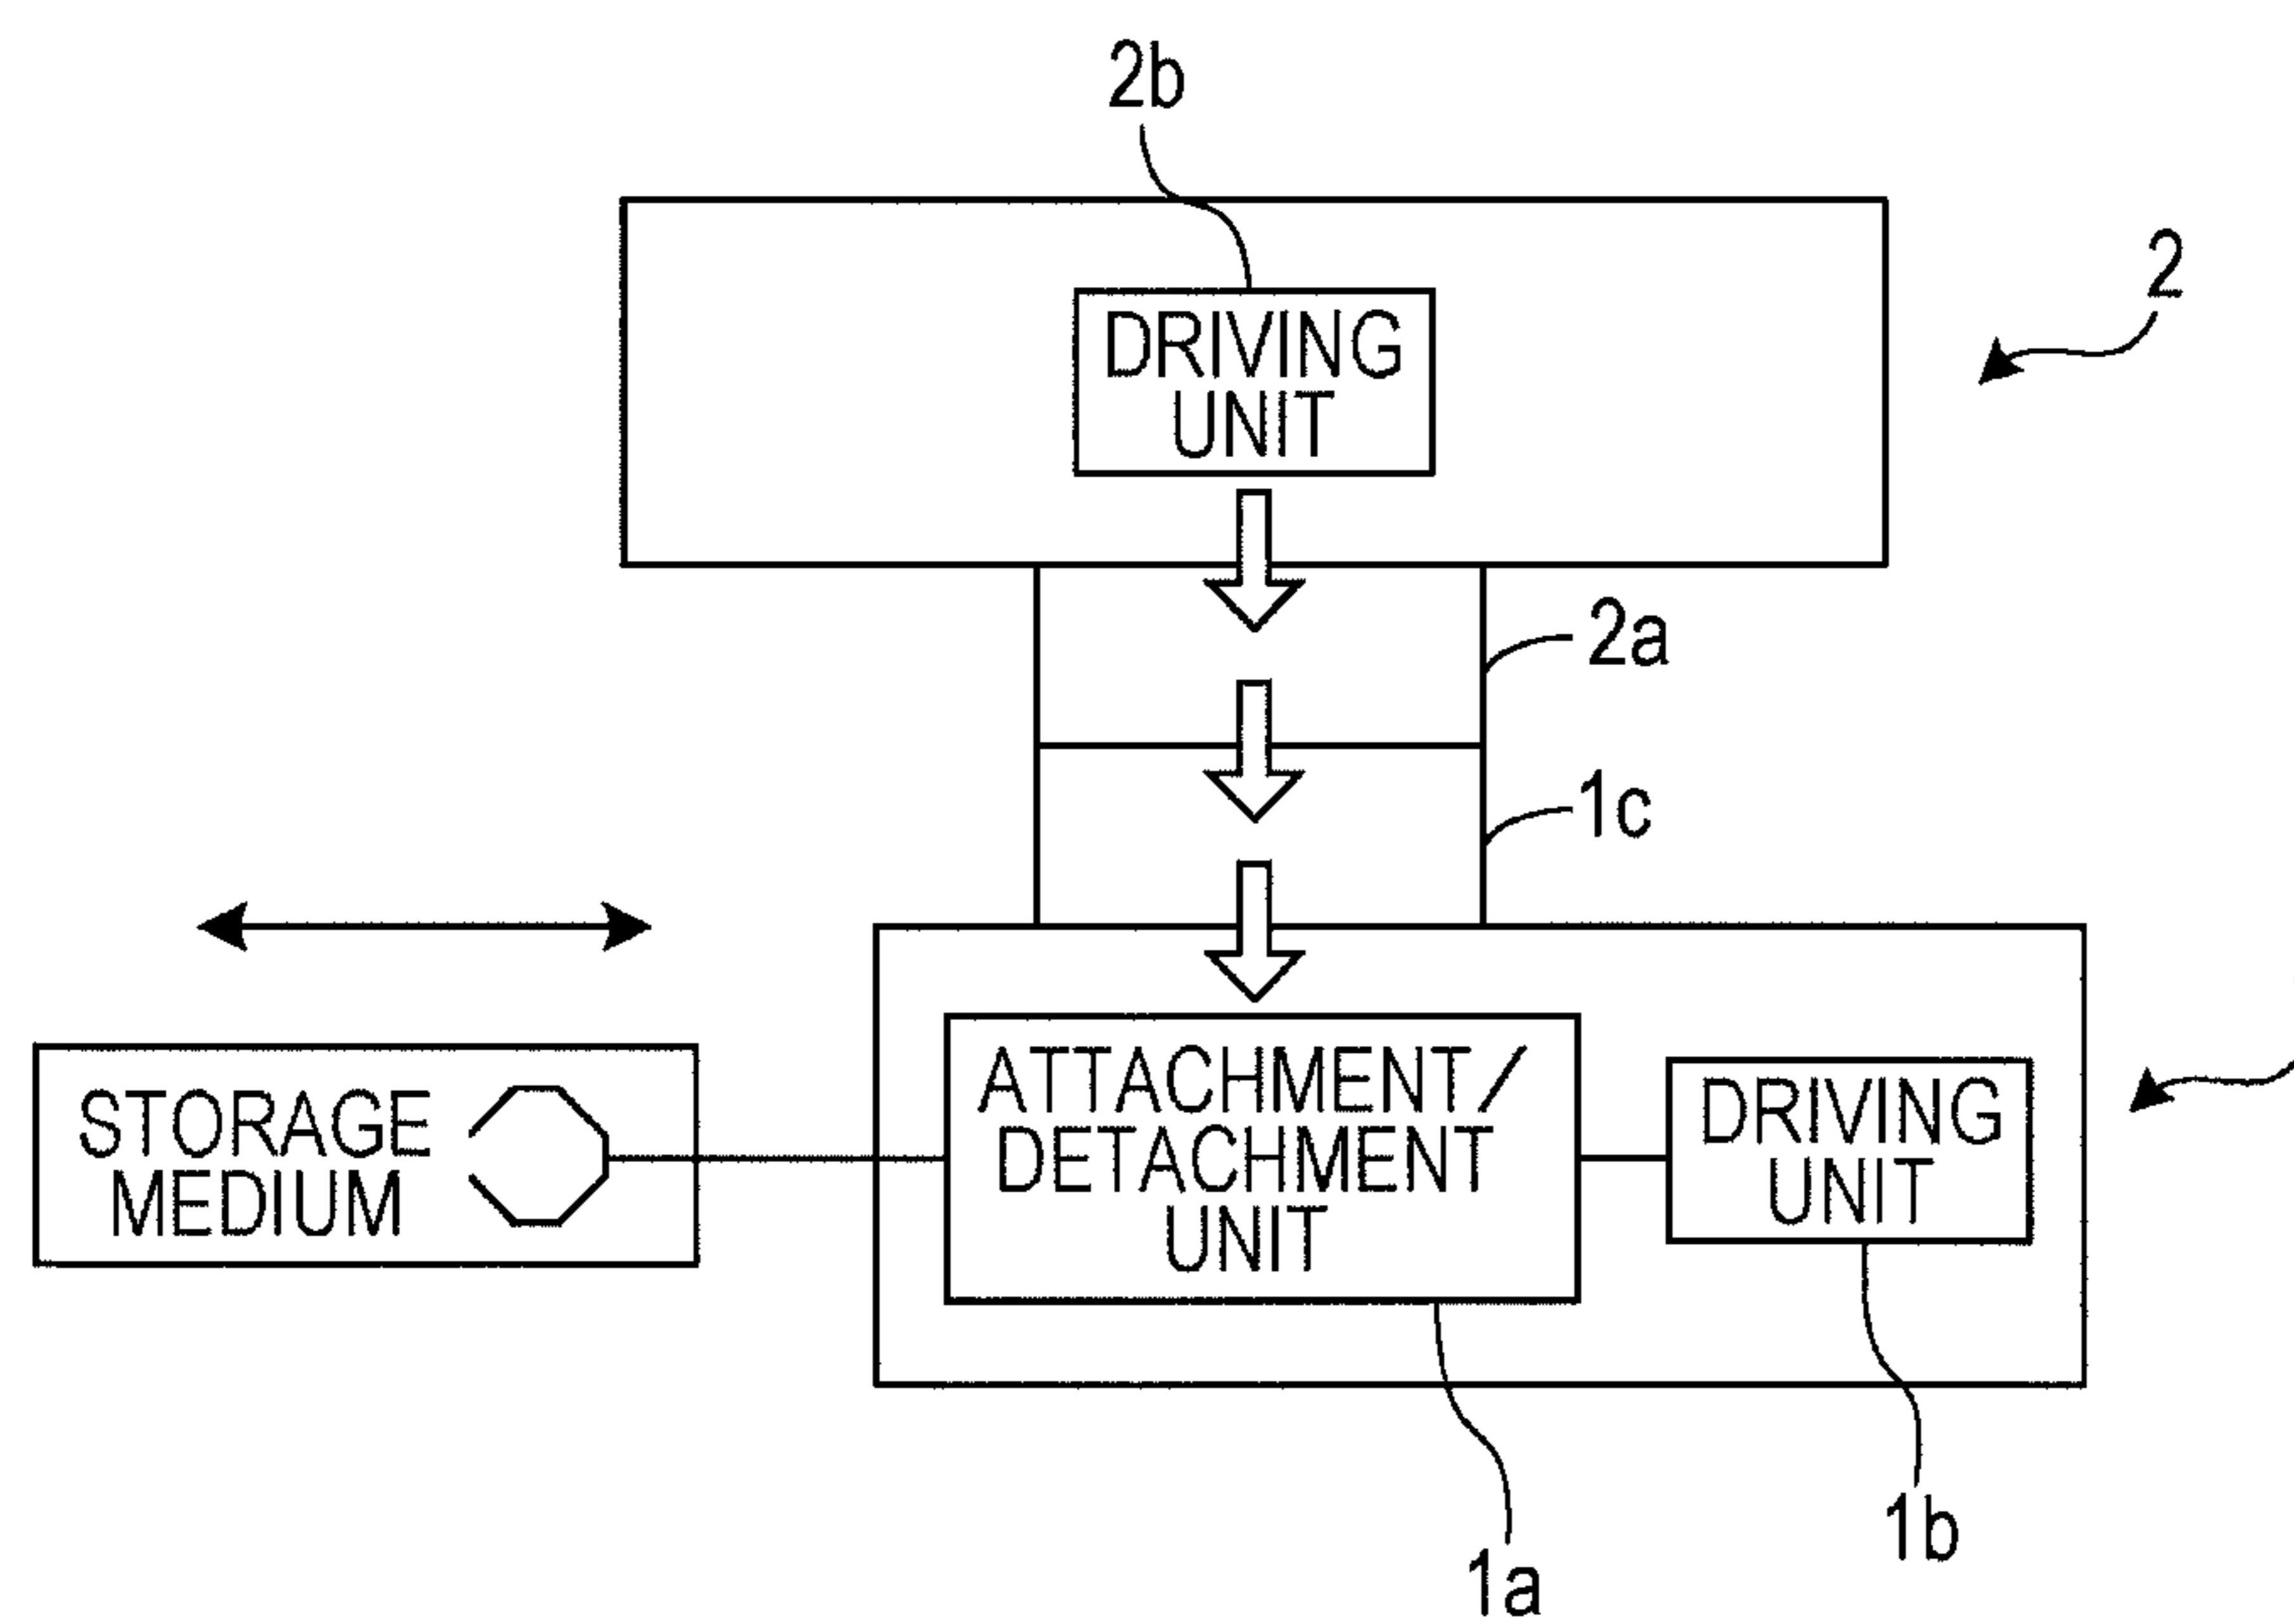 2b
2
DRIVING
UNIT
2a
1c
STORAGE
MEDIUM
ATTACHMENT/
DETACHMENT
UNIT
DRIVING
UNIT
1b
1a